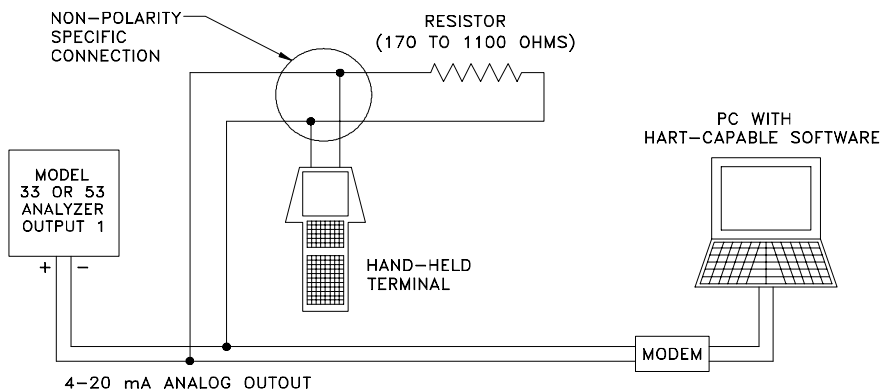 NON-POLARITY
SPECIFIC
CONNECTION
RESISTOR
(170 TO 1100 OHMS)
PC WITH
HART-CAPABLE SOFTWARE
MODEL
33 OR 53
ANALYZER
OUTPUT 1
+ -
HAND-HELD
TERMINAL
MODEM
4-20 mA ANALOG OUTOUT